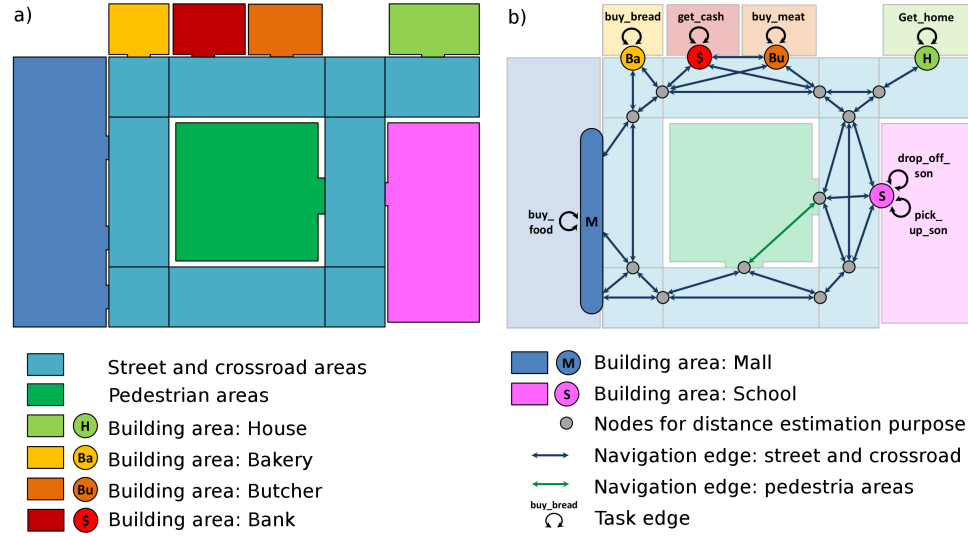 a)
b)
buy_bread
get_cash
buy_meat
Get_home
Ba
$
Bu
H
drop_off_
son
S
pick_
up_son
buy_
food
M
Street and crossroad areas
Pedestrian areas
H
Building area: House
Ba
Building area: Bakery
Bu
Building area: Butcher
$
Building area: Bank
M
Building area: Mall
S
Building area: School
Nodes for distance estimation purpose
Navigation edge: street and crossroad
Navigation edge: pedestria areas
buy_bread
Task edge